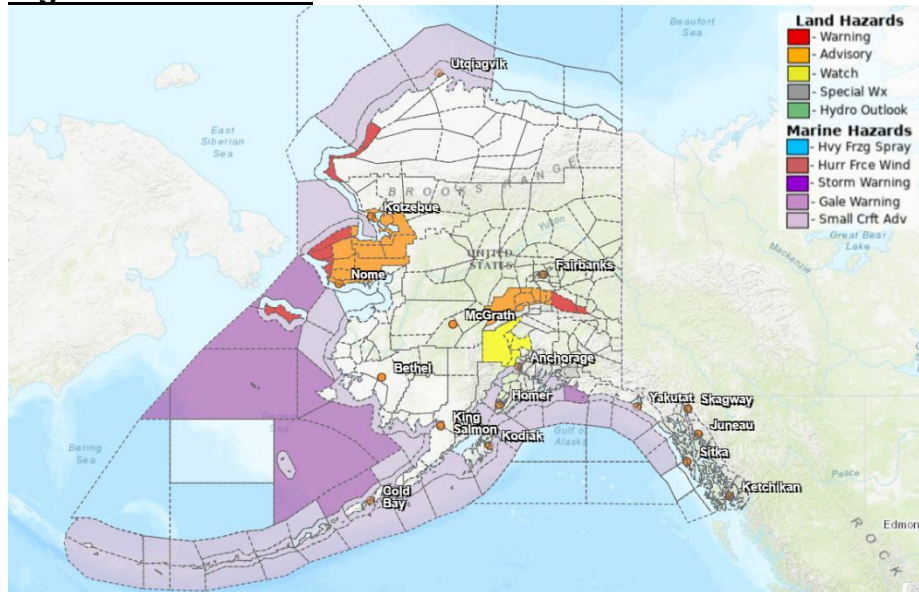 Land Hazards
- Warning
- Advisory
- Watch
- Special Wx
- Hydro Outlook
Marine Hazards
- Hvy Frzg Spray
- Hurr Frce Wind
- Storm Warning
- Gale Warning
- Small Crft Adv
Beaufort
Sea
Utqiagvik
East
Siberian
Sea
BROOKS RANGE
Kotzebue
Great Bear
Lake
Yukon
Mackenzie
UNITED
STATES
Fairbanks
Nome
McGrath
Anchorage
Bethel
Homer
Yakutat
Skagway
King
Salmon
Kodiak
Gulf of
Alaska
Juneau
Bering
Sea
Sitka
Peace
Cold
Bay
Ketchikan
Edmon
ROCK